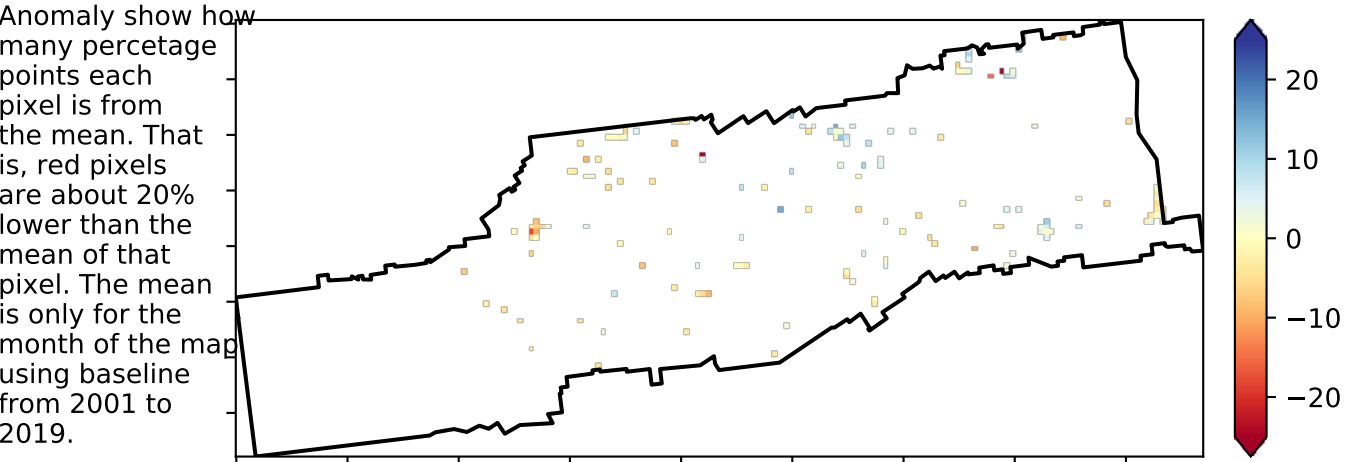 Anomaly show how
many percetage
points each
pixel is from
the mean. That
is, red pixels
are about 20%
lower than the
mean of that
pixel. The mean
is only for the
month of the map
using baseline
from 2001 to
2019.
20
10
0
−10
−20